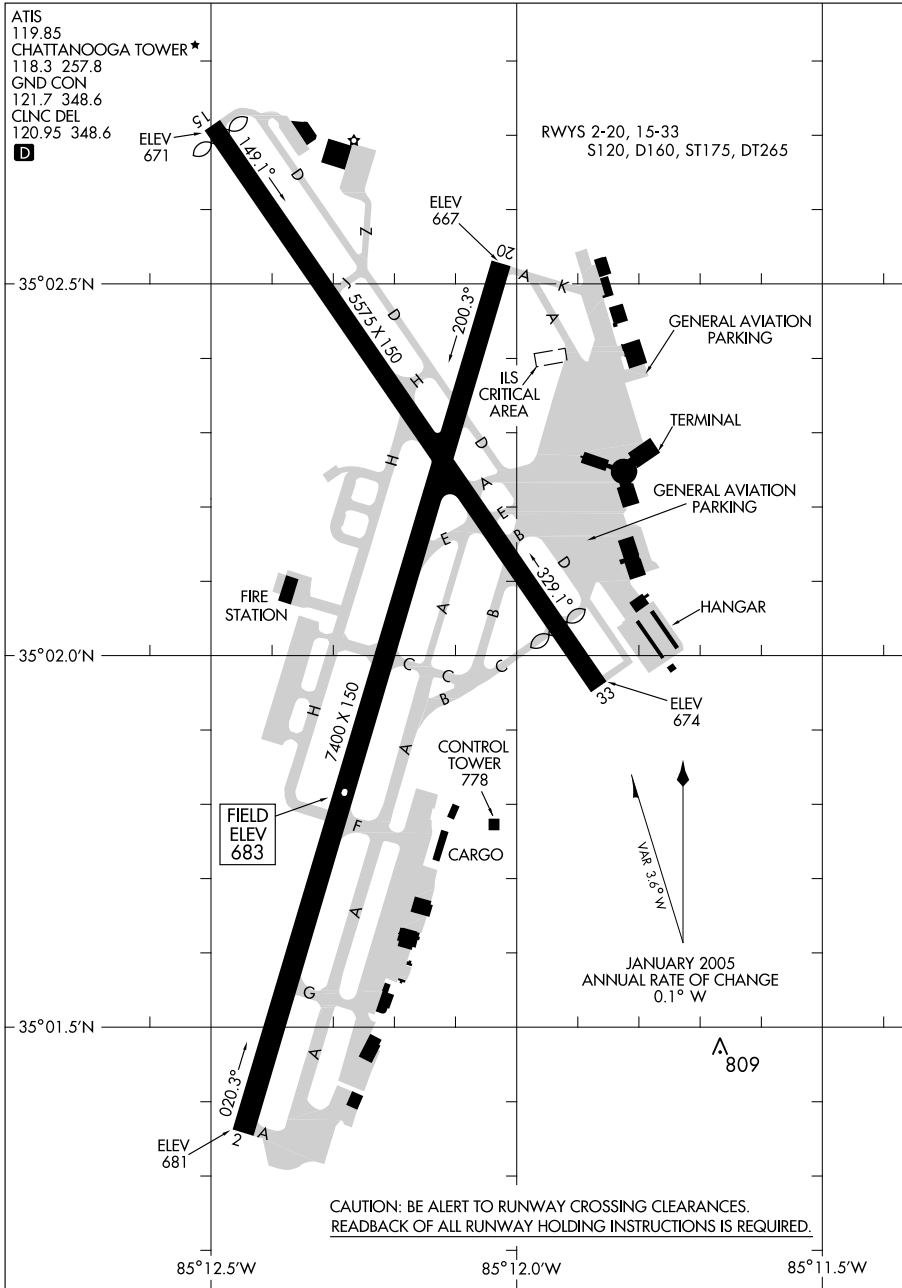 ATIS
119.85
CHATTANOOGA TOWER
118.3 257.8
GND CON
121.7 348.6
CLNC DEL
120.95 348.6
D
RWYS 2-20, 15-33
S120, D160, ST175, DT265
15
ELEV
671
149.1°
D
Z
ELEV
667
20
A
K
A
35°02.5'N
J
D
5575 X 150
200.3°
GENERAL AVIATION
PARKING
H
ILS
CRITICAL
AREA
TERMINAL
D
H
A
GENERAL AVIATION
PARKING
E
B
E
D
329.1°
FIRE
STATION
A
B
HANGAR
35°02.0'N
C
C
C
B
33
ELEV
674
H
7400 X 150
A
CONTROL
TOWER
778
FIELD
ELEV
683
F
CARGO
VAR 3.6° W
A
JANUARY 2005
ANNUAL RATE OF CHANGE
0.1° W
G
35°01.5'N
A
809
020.3°
ELEV
681
2
A
CAUTION: BE ALERT TO RUNWAY CROSSING CLEARANCES.
READBACK OF ALL RUNWAY HOLDING INSTRUCTIONS IS REQUIRED.
85°12.5'W
85°12.0'W
85°11.5'W